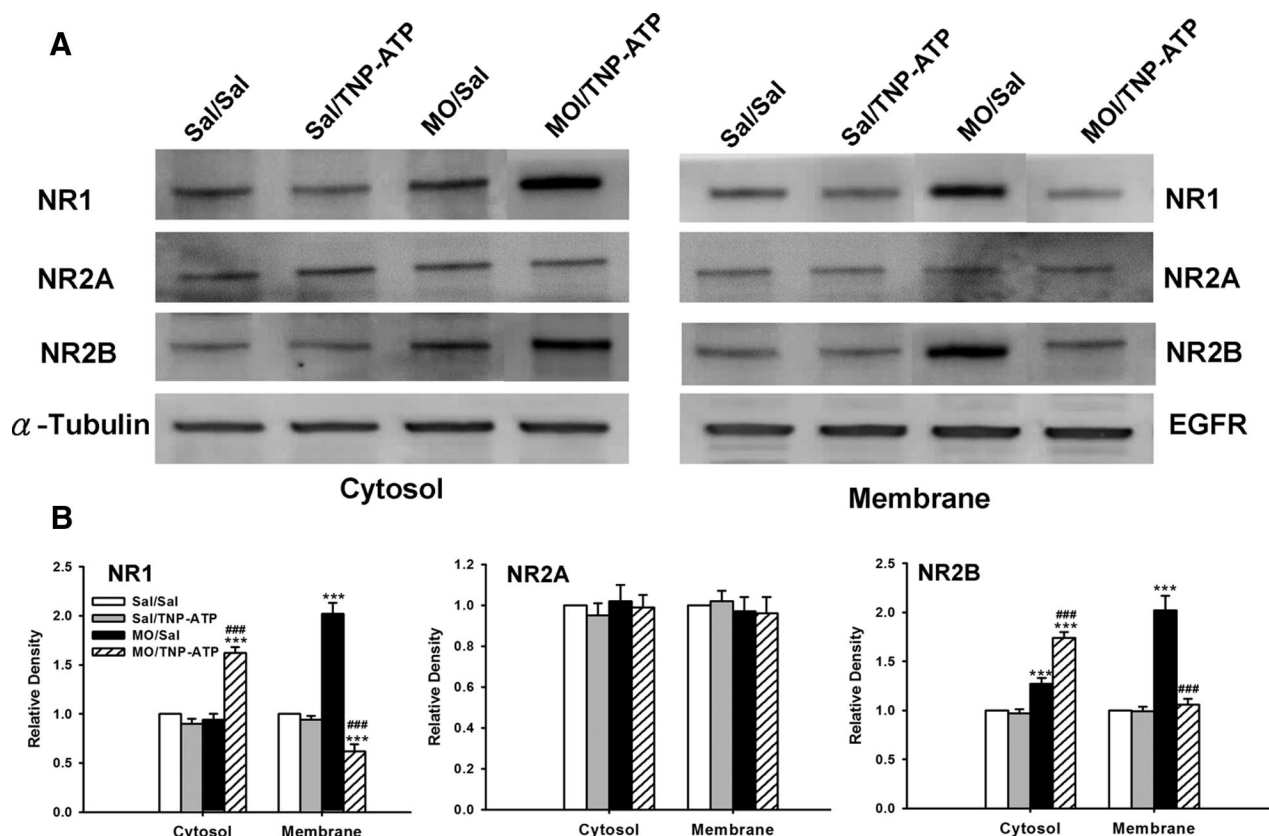 A
Sal/Sal
Sal/TNP-ATP
MO/Sal
MOI/TNP-ATP
Sal/Sal
Sal/TNP-ATP
MO/Sal
MOI/TNP-ATP
NR1
NR1
NR2A
NR2A
NR2B
NR2B
α-Tubulin
EGFR
Cytosol
Membrane
B
NR1
Relative Density
2.5
2.0
1.5
1.0
0.5
0.0
Sal/Sal
Sal/TNP-ATP
MO/Sal
MO/TNP-ATP
###
***
***
###
***
Cytosol Membrane
NR2A
Relative Density
1.2
1.0
0.8
0.6
0.4
0.2
0.0
Cytosol Membrane
NR2B
Relative Density
2.5
2.0
1.5
1.0
0.5
0.0
***
###
***
***
###
Cytosol Membrane